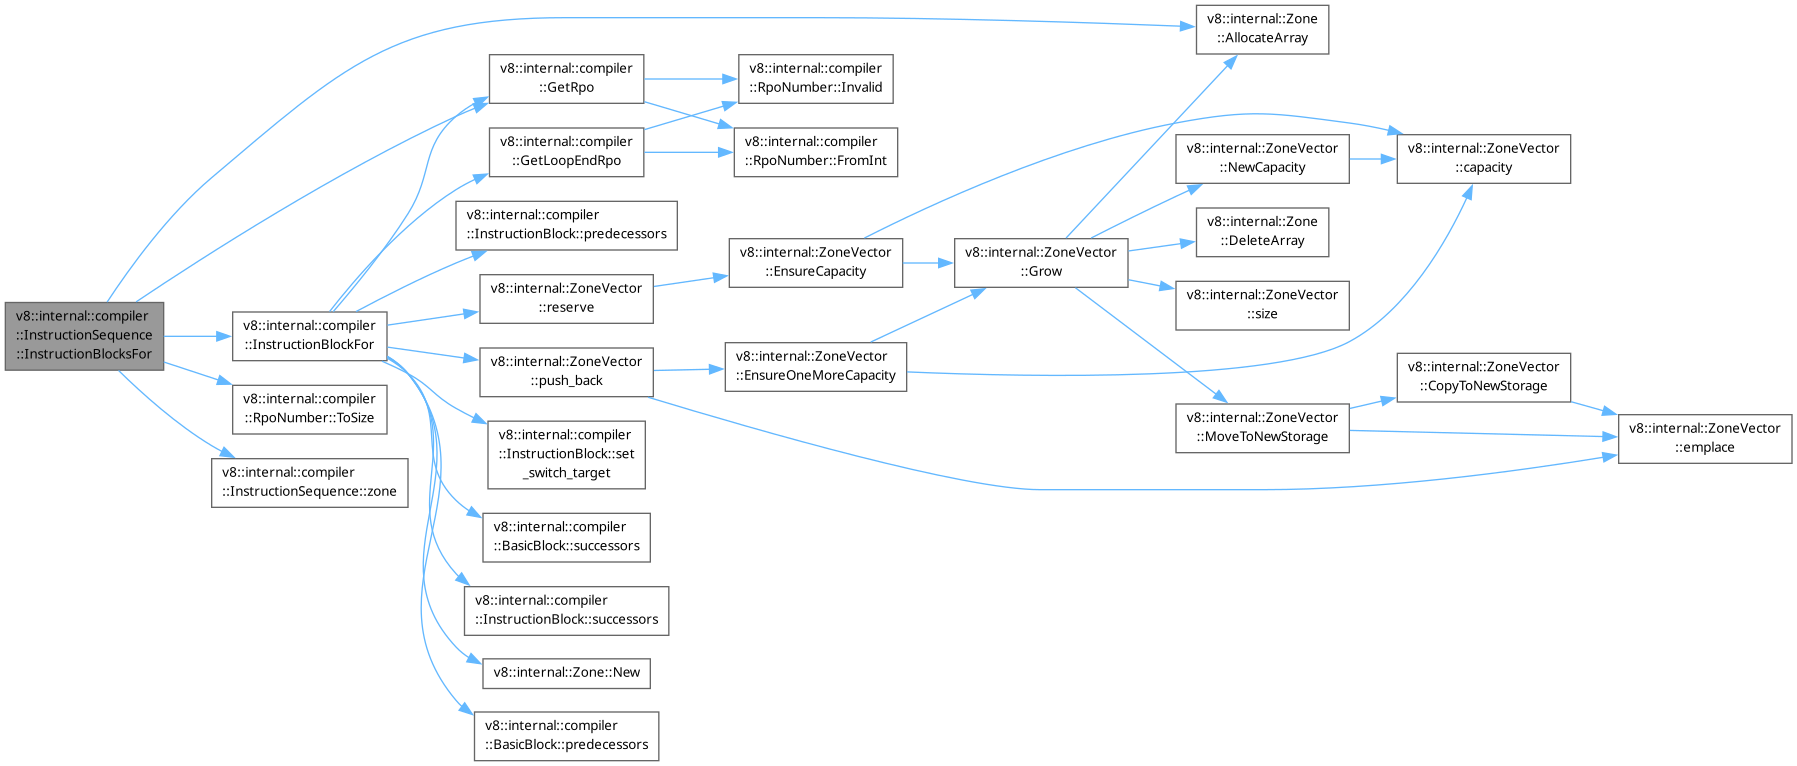 v8::internal::compiler
::InstructionSequence
::InstructionBlocksFor
v8::internal::compiler
::InstructionBlockFor
v8::internal::compiler
::RpoNumber::ToSize
v8::internal::compiler
::InstructionSequence::zone
v8::internal::compiler
::GetRpo
v8::internal::compiler
::GetLoopEndRpo
v8::internal::compiler
::InstructionBlock::predecessors
v8::internal::ZoneVector
::reserve
v8::internal::ZoneVector
::push_back
v8::internal::compiler
::InstructionBlock::set
_switch_target
v8::internal::compiler
::BasicBlock::successors
v8::internal::compiler
::InstructionBlock::successors
v8::internal::Zone::New
v8::internal::compiler
::BasicBlock::predecessors
v8::internal::compiler
::RpoNumber::Invalid
v8::internal::compiler
::RpoNumber::FromInt
v8::internal::ZoneVector
::EnsureCapacity
v8::internal::ZoneVector
::EnsureOneMoreCapacity
v8::internal::ZoneVector
::Grow
v8::internal::Zone
::AllocateArray
v8::internal::ZoneVector
::NewCapacity
v8::internal::Zone
::DeleteArray
v8::internal::ZoneVector
::size
v8::internal::ZoneVector
::MoveToNewStorage
v8::internal::ZoneVector
::capacity
v8::internal::ZoneVector
::CopyToNewStorage
v8::internal::ZoneVector
::emplace